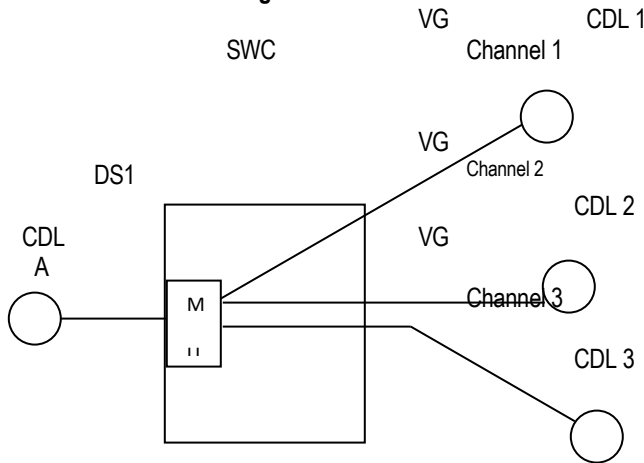 VG CDL 1
SWC Channel 1
VG
Channel 2
DS1
CDL 2
CDL
A
VG
M
Channel 3
CDL 3